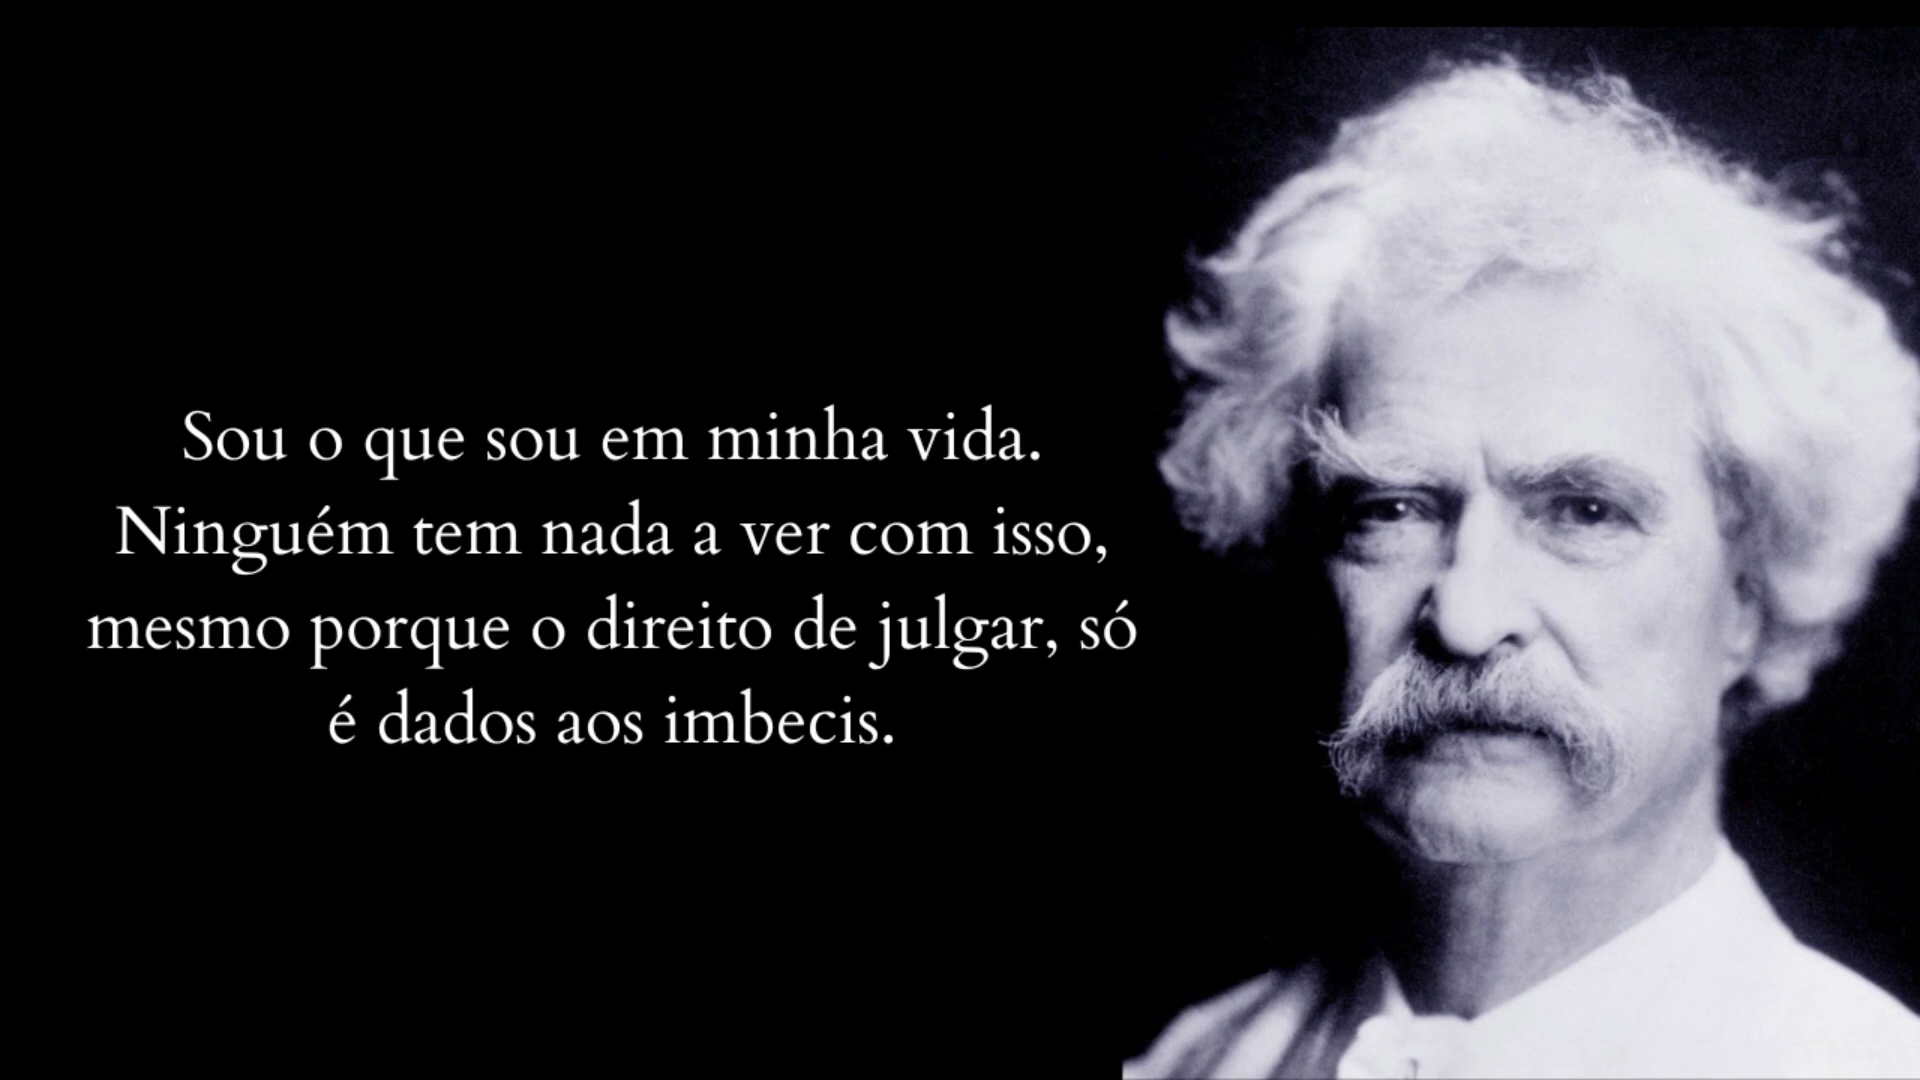 Sou o que sou em minha vida.
Ninguém tem nada a ver com isso,
mesmo porque o direito de julgar, só
é dados aos imbecis.